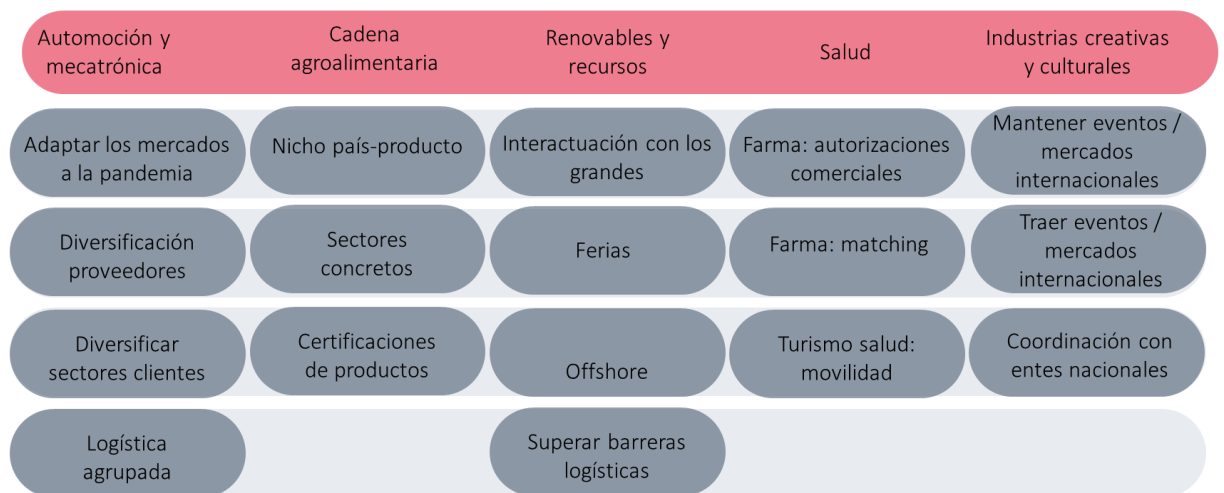 Automoción y
mecatrónica
Cadena
agroalimentaria
Renovables y
recursos
Salud
Industrias creativas
y culturales
Adaptar los mercados
a la pandemia
Nicho país-producto
Interactuación con los
grandes
Farma: autorizaciones
comerciales
Mantener eventos /
mercados
internacionales
Diversificación
proveedores
Sectores
concretos
Ferias
Farma: matching
Traer eventos /
mercados
internacionales
Diversificar
sectores clientes
Certificaciones
de productos
Offshore
Turismo salud:
movilidad
Coordinación con
entes nacionales
Logística
agrupada
Superar barreras
logísticas